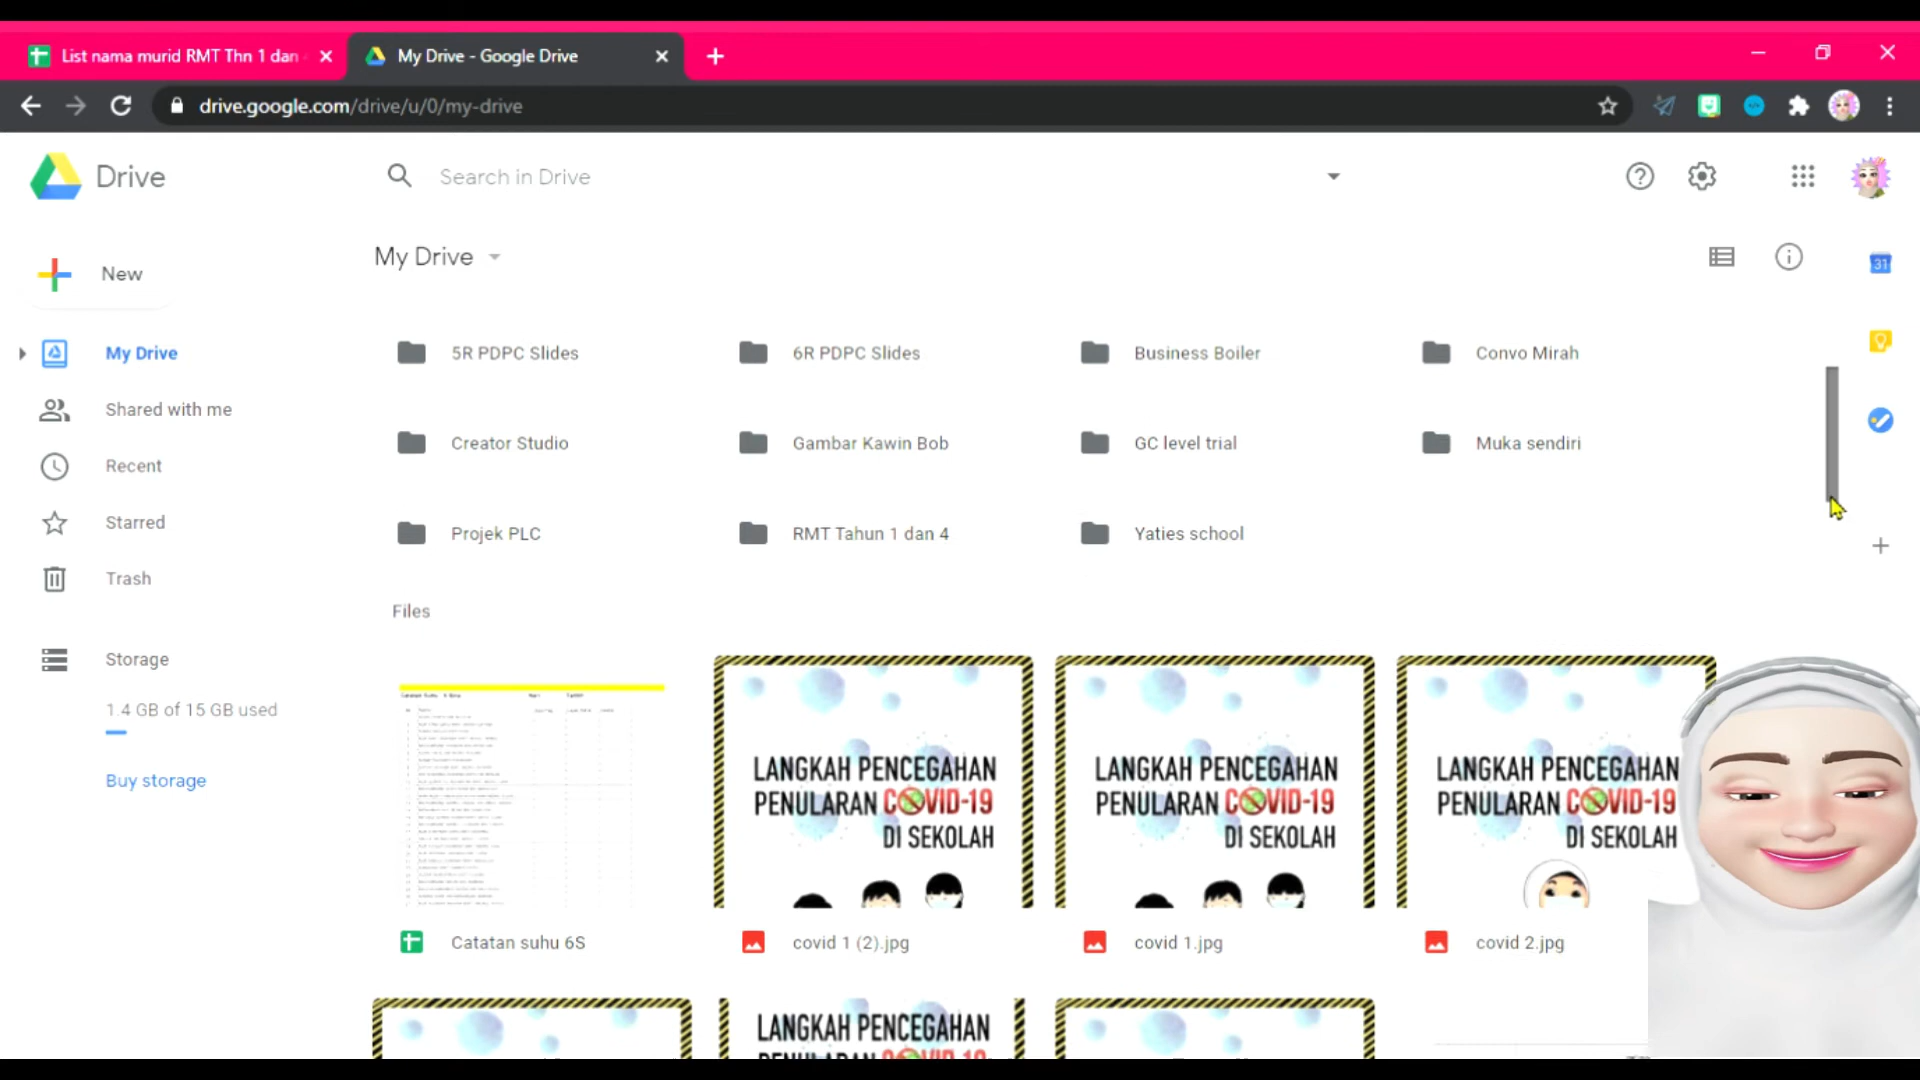 List nama murid RMT Thn 1 dan
My Drive - Google Drive
drive.google.com/drive/u/0/my-drive
Drive
Search in Drive
My Drive
New
31
My Drive
5R PDPC Slides
6R PDPC Slides
Business Boiler
Convo Mirah
Shared with me
Creator Studio
Gambar Kawin Bob
GC level trial
Muka sendiri
Recent
Starred
Projek PLC
RMT Tahun 1 dan 4
Yaties school
Trash
Files
Storage
1.4 GB of 15 GB used
Buy storage
LANGKAH PENCEGAHAN
PENULARAN COVID-19
DI SEKOLAH
LANGKAH PENCEGAHAN
PENULARAN COVID-19
DI SEKOLAH
LANGKAH PENCEGAHAN
PENULARAN COVID-19
DI SEKOLAH
Catatan suhu 6S
covid 1 (2).jpg
covid 1.jpg
covid 2.jpg
LANGKAH PENCEGAHAN
PENULARAN COVID-19